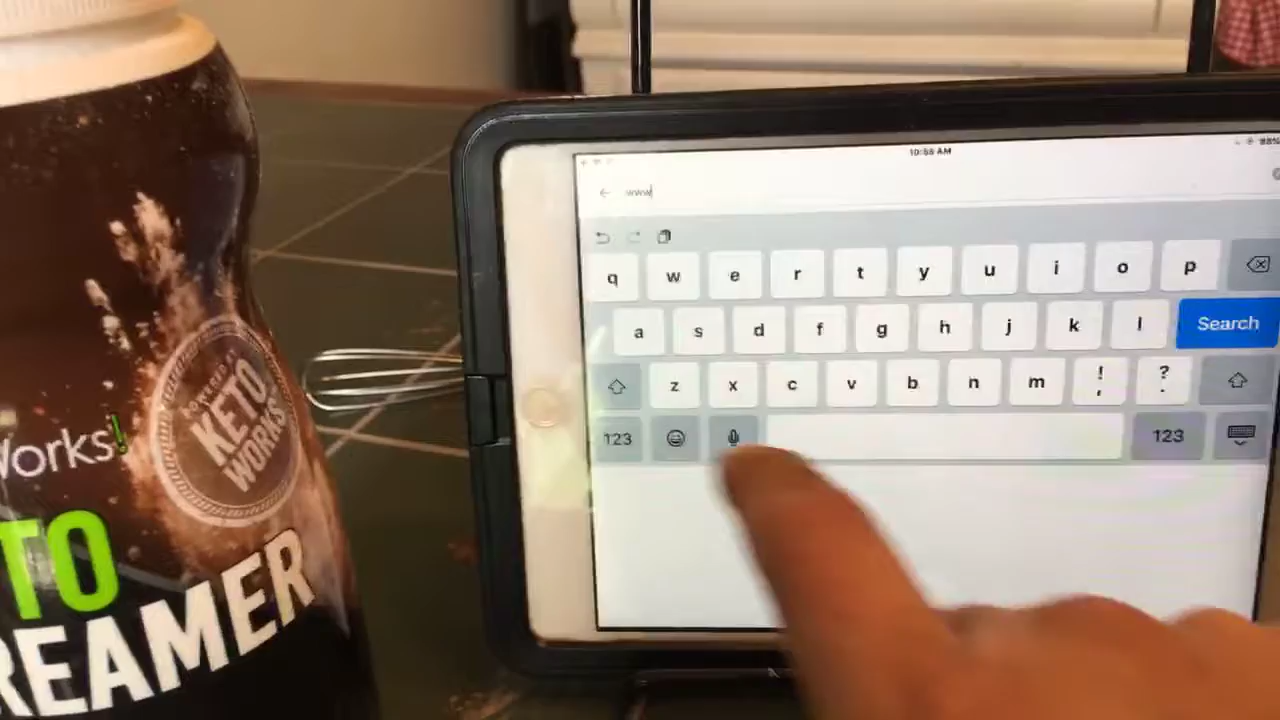 Works!
KETO
WORKS
TO
REAMER
10:58 AM
www
q w e r t y u i o p
a s d f g h j k l Search
z x c v b n m ! , ? .
123 123